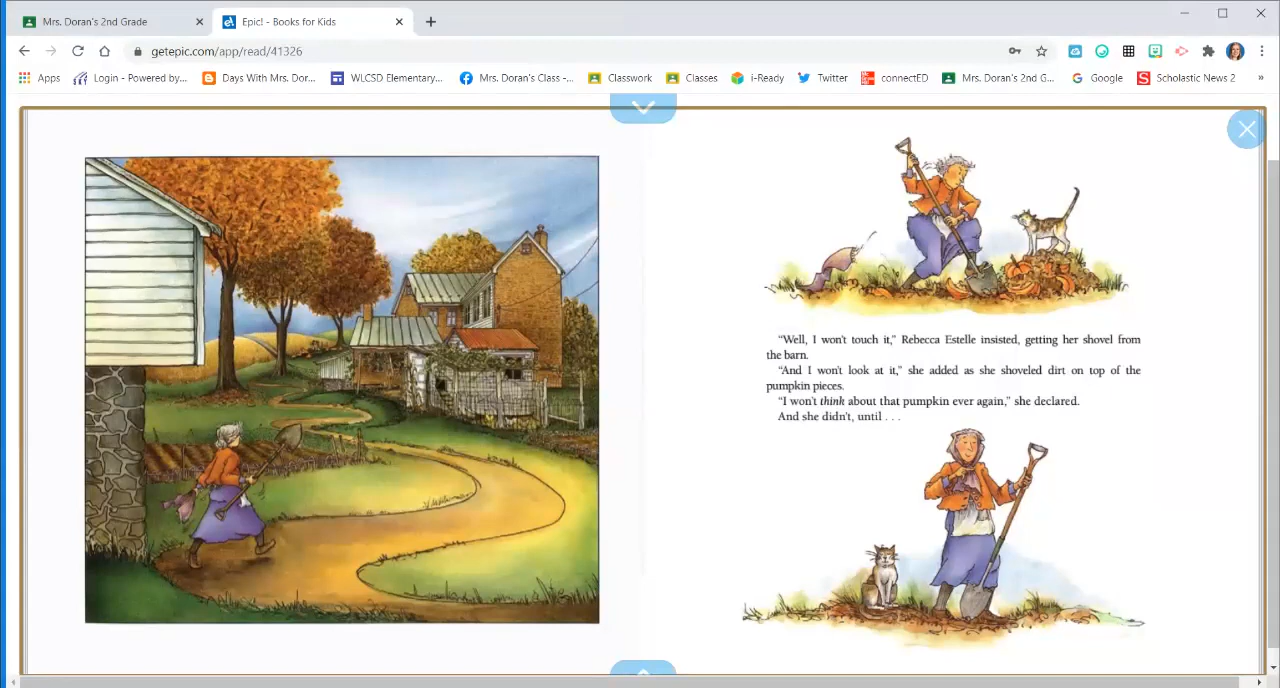 Mrs. Doran's 2nd Grade
Epic! - Books for Kids
getepic.com/app/read/41326
Apps
Login - Powered by...
Days With Mrs. Dor...
WLCSD Elementary...
Mrs. Doran's Class -...
Classwork
Classes
i-Ready
Twitter
connectED
Mrs. Doran's 2nd G...
Google
Scholastic News 2
»
“Well, I won't touch it,” Rebecca Estelle insisted, getting her shovel from
the barn.
“And I won't look at it,” she added as she shoveled dirt on top of the
pumpkin pieces.
“I won't think about that pumpkin ever again,” she declared.
And she didn't, until . . .